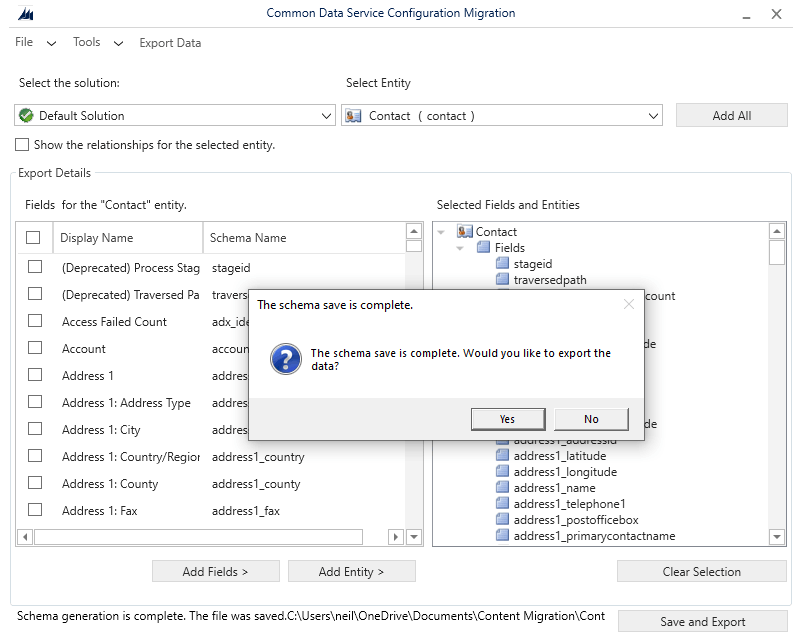 Common Data Service Configuration Migration
File Tools Export Data
Select the solution: Select Entity
Default Solution Contact ( contact ) Add All
Show the relationships for the selected entity.
Export Details
Fields for the "Contact" entity. Selected Fields and Entities
Display Name Schema Name
(Deprecated) Process Stag stageid
(Deprecated) Traversed Pa travers
Access Failed Count adx_ide
Account accoun
Address 1 addres
Address 1: Address Type addres
Address 1: City addres
Address 1: Country/Region address1_country
Address 1: County address1_county
Address 1: Fax address1_fax
Contact
Fields
stageid
traversedpath
count
de
de
address1_addressid
address1_latitude
address1_longitude
address1_name
address1_telephone1
address1_postofficebox
address1_primarycontactname
The schema save is complete.
The schema save is complete. Would you like to export the
data?
Yes No
Add Fields > Add Entity > Clear Selection
Schema generation is complete. The file was saved.C:\Users\neil\OneDrive\Documents\Content Migration\Cont
Save and Export